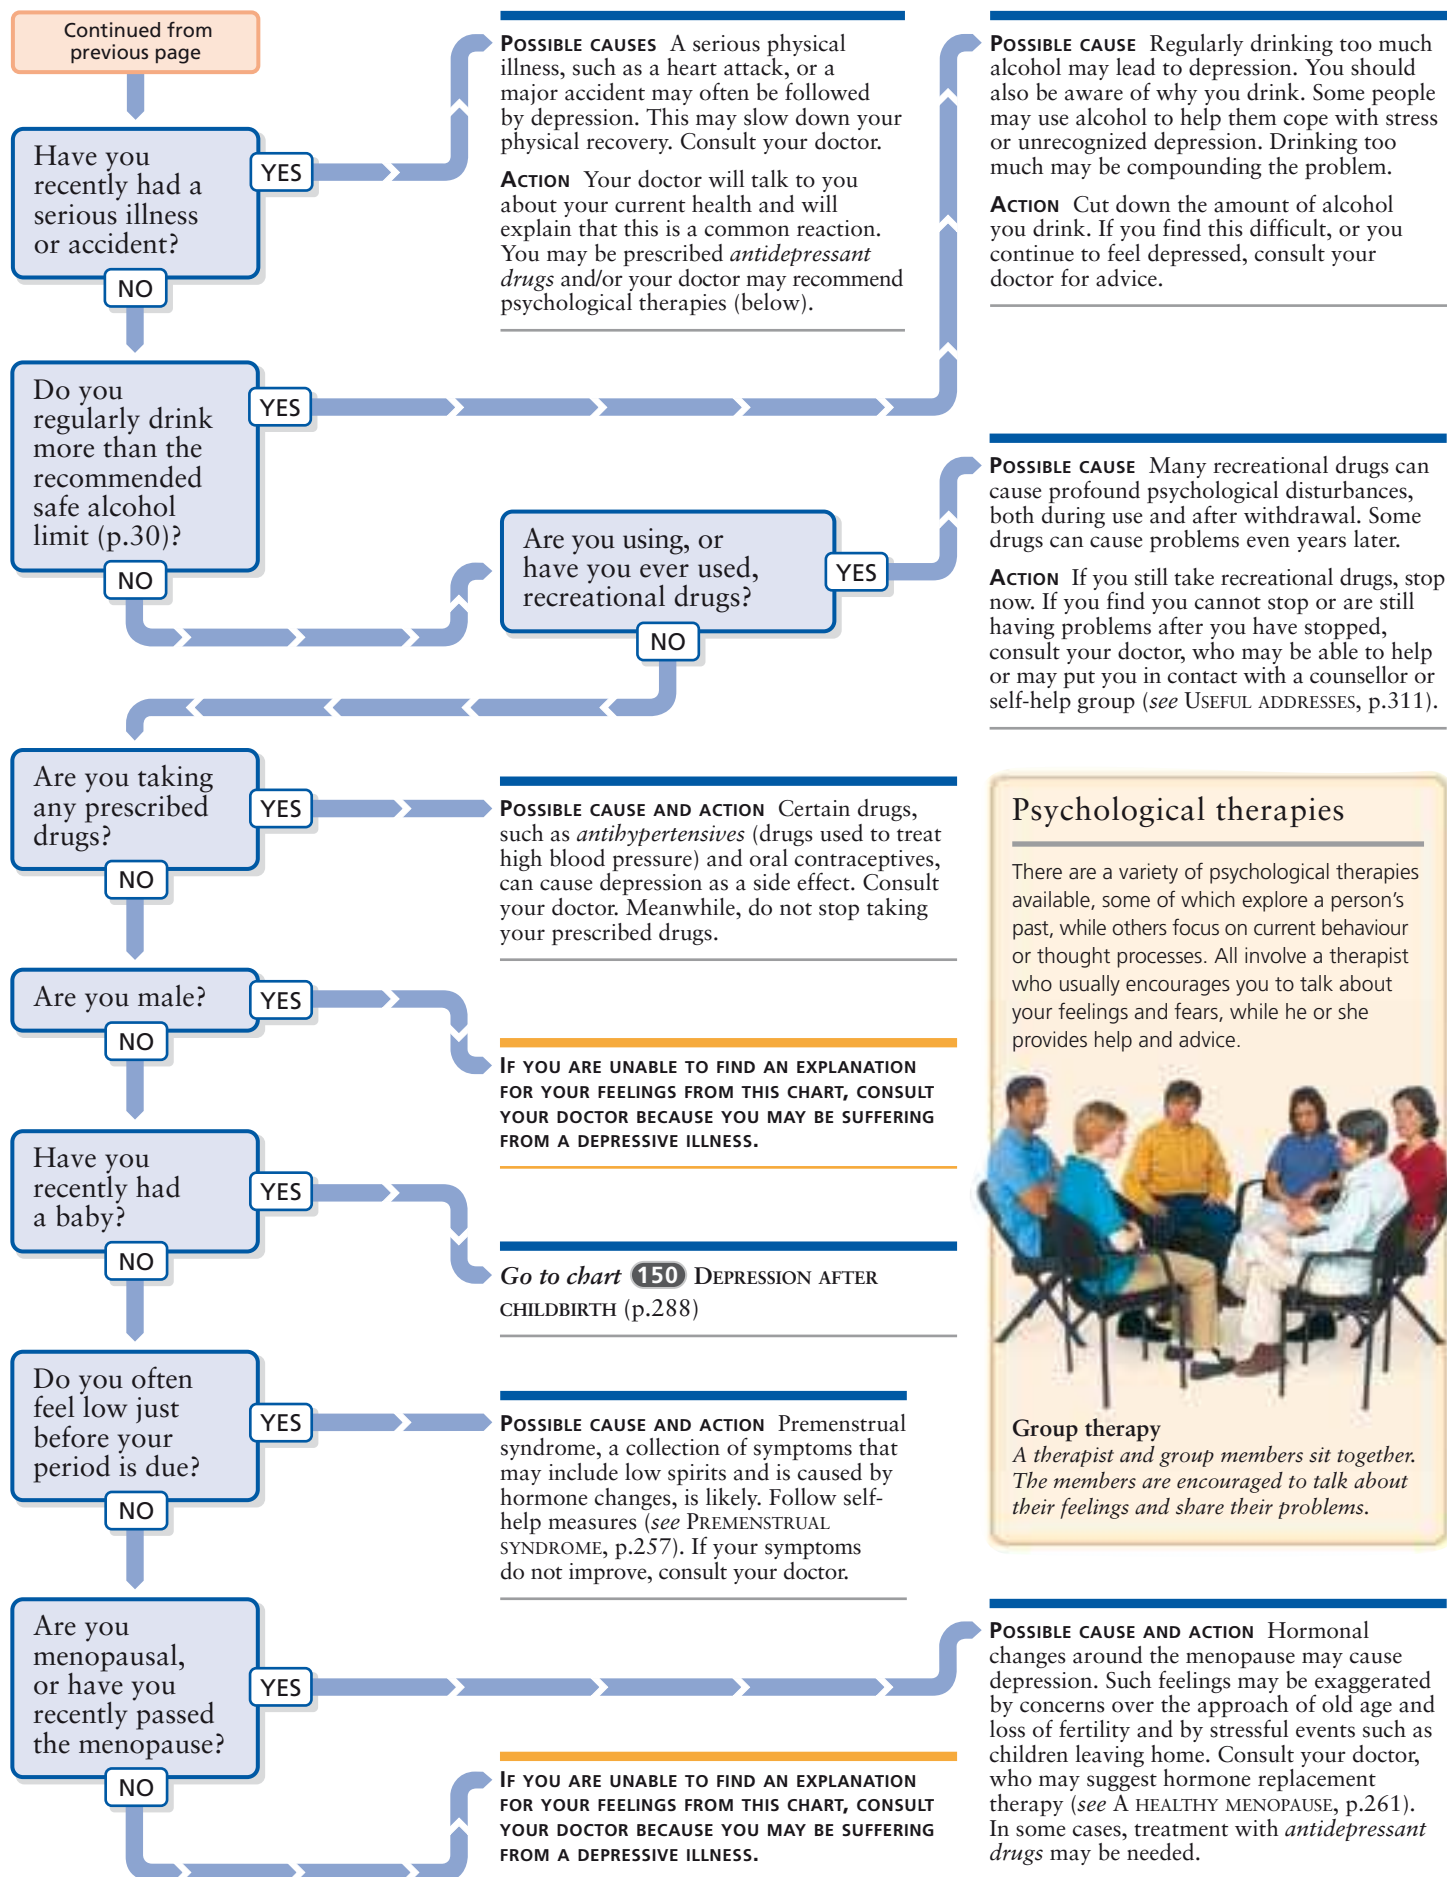 Continued from
previous page
Have you
recently had a
serious illness
or accident?
YES
NO
POSSIBLE CAUSES A serious physical
illness, such as a heart attack, or a
major accident may often be followed
by depression. This may slow down your
physical recovery. Consult your doctor.
ACTION Your doctor will talk to you
about your current health and will
explain that this is a common reaction.
You may be prescribed antidepressant
drugs and/or your doctor may recommend
psychological therapies (below).
Do you
regularly drink
more than the
recommended
safe alcohol
limit (p.30)?
YES
NO
POSSIBLE CAUSE Regularly drinking too much
alcohol may lead to depression. You should
also be aware of why you drink. Some people
may use alcohol to help them cope with stress
or unrecognized depression. Drinking too
much may be compounding the problem.
ACTION Cut down the amount of alcohol
you drink. If you find this difficult, or you
continue to feel depressed, consult your
doctor for advice.
Are you using, or
have you ever used,
recreational drugs?
YES
NO
POSSIBLE CAUSE Many recreational drugs can
cause profound psychological disturbances,
both during use and after withdrawal. Some
drugs can cause problems even years later.
ACTION If you still take recreational drugs, stop
now. If you find you cannot stop or are still
having problems after you have stopped,
consult your doctor, who may be able to help
or may put you in contact with a counsellor or
self-help group (see USEFUL ADDRESSES, p.311).
Are you taking
any prescribed
drugs?
YES
NO
POSSIBLE CAUSE AND ACTION Certain drugs,
such as antihypertensives (drugs used to treat
high blood pressure) and oral contraceptives,
can cause depression as a side effect. Consult
your doctor. Meanwhile, do not stop taking
your prescribed drugs.
Are you male?
YES
NO
IF YOU ARE UNABLE TO FIND AN EXPLANATION
FOR YOUR FEELINGS FROM THIS CHART, CONSULT
YOUR DOCTOR BECAUSE YOU MAY BE SUFFERING
FROM A DEPRESSIVE ILLNESS.
Have you
recently had
a baby?
YES
NO
Go to chart 150 DEPRESSION AFTER
CHILDBIRTH (p.288)
Do you often
feel low just
before your
period is due?
YES
NO
POSSIBLE CAUSE AND ACTION Premenstrual
syndrome, a collection of symptoms that
may include low spirits and is caused by
hormone changes, is likely. Follow self-
help measures (see PREMENSTRUAL
SYNDROME, p.257). If your symptoms
do not improve, consult your doctor.
Are you
menopausal,
or have you
recently passed
the menopause?
YES
NO
POSSIBLE CAUSE AND ACTION Hormonal
changes around the menopause may cause
depression. Such feelings may be exaggerated
by concerns over the approach of old age and
loss of fertility and by stressful events such as
children leaving home. Consult your doctor,
who may suggest hormone replacement
therapy (see A HEALTHY MENOPAUSE, p.261).
In some cases, treatment with antidepressant
drugs may be needed.
IF YOU ARE UNABLE TO FIND AN EXPLANATION
FOR YOUR FEELINGS FROM THIS CHART, CONSULT
YOUR DOCTOR BECAUSE YOU MAY BE SUFFERING
FROM A DEPRESSIVE ILLNESS.
Psychological therapies
There are a variety of psychological therapies
available, some of which explore a person's
past, while others focus on current behaviour
or thought processes. All involve a therapist
who usually encourages you to talk about
your feelings and fears, while he or she
provides help and advice.
Group therapy
A therapist and group members sit together.
The members are encouraged to talk about
their feelings and share their problems.